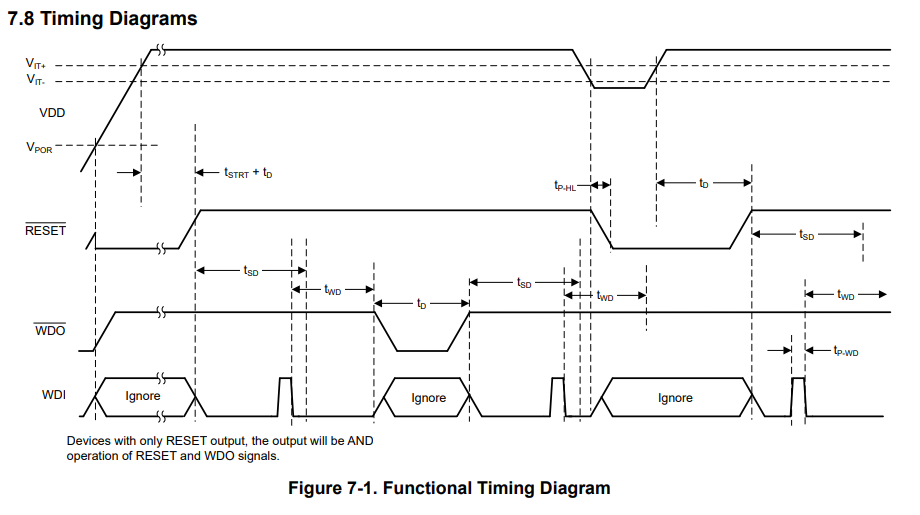 7.8 Timing Diagrams
VIT+
VIT-
VDD
VPOR
tSTRT + tD
tP-HL
tD
RESET
tSD
tSD
tSD
tWD
tWD
tWD
tD
WDO
tP-WD
WDI
Ignore
Ignore
Ignore
Devices with only RESET output, the output will be AND
operation of RESET and WDO signals.
Figure 7-1. Functional Timing Diagram